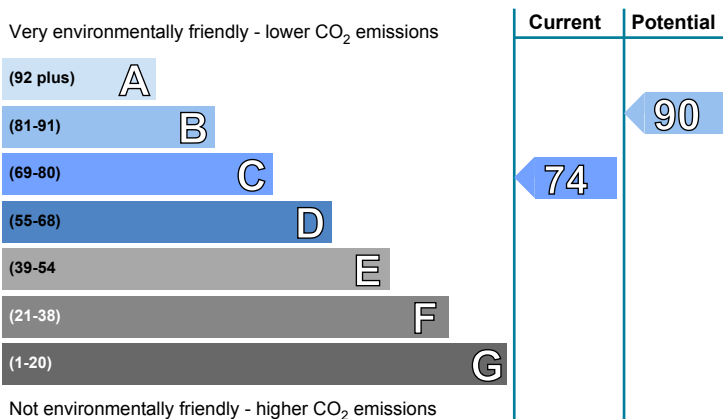 Very environmentally friendly - lower CO2 emissions
Current
Potential
(92 plus) A
(81-91) B
90
(69-80) C
74
(55-68) D
(39-54 E
(21-38) F
(1-20) G
Not environmentally friendly - higher CO2 emissions